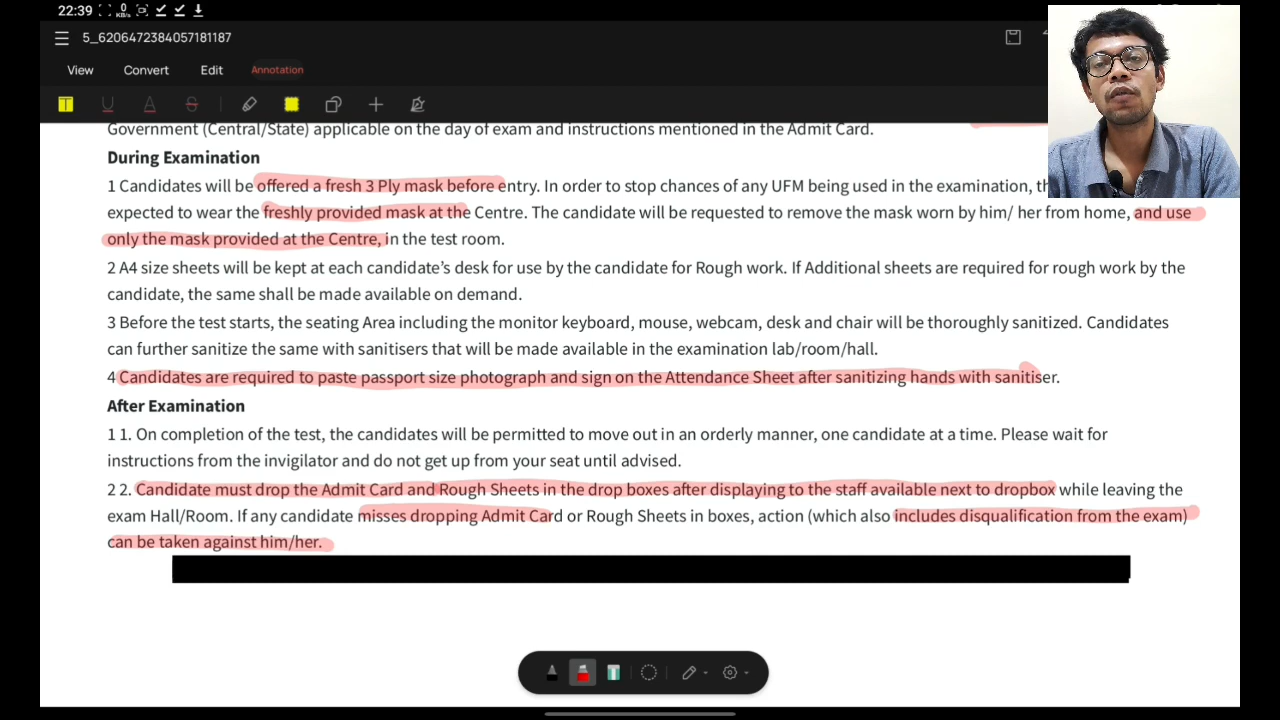 22:39 0 KB/s
5_6206472384057181187
View Convert Edit Annotation
T U A S
Government (Central/State) applicable on the day of exam and instructions mentioned in the Admit Card.
During Examination
1 Candidates will be offered a fresh 3 Ply mask before entry. In order to stop chances of any UFM being used in the examination, th
expected to wear the freshly provided mask at the Centre. The candidate will be requested to remove the mask worn by him/ her from home, and use
only the mask provided at the Centre, in the test room.
2 A4 size sheets will be kept at each candidate’s desk for use by the candidate for Rough work. If Additional sheets are required for rough work by the
candidate, the same shall be made available on demand.
3 Before the test starts, the seating Area including the monitor keyboard, mouse, webcam, desk and chair will be thoroughly sanitized. Candidates
can further sanitize the same with sanitisers that will be made available in the examination lab/room/hall.
4 Candidates are required to paste passport size photograph and sign on the Attendance Sheet after sanitizing hands with sanitiser.
After Examination
1 1. On completion of the test, the candidates will be permitted to move out in an orderly manner, one candidate at a time. Please wait for
instructions from the invigilator and do not get up from your seat until advised.
2 2. Candidate must drop the Admit Card and Rough Sheets in the drop boxes after displaying to the staff available next to dropbox while leaving the
exam Hall/Room. If any candidate misses dropping Admit Card or Rough Sheets in boxes, action (which also includes disqualification from the exam)
can be taken against him/her.